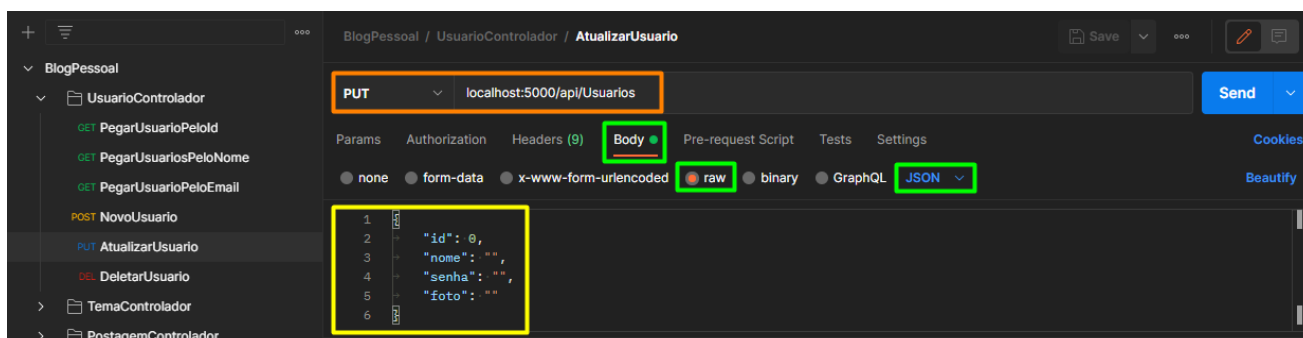 BlogPessoal / UsuarioControlador / AtualizarUsuario
Save
BlogPessoal
UsuarioControlador
GET PegarUsuarioPeloId
GET PegarUsuariosPeloNome
GET PegarUsuarioPeloEmail
POST NovoUsuario
PUT AtualizarUsuario
DEL DeletarUsuario
TemaControlador
PostagemControlador
PUT localhost:5000/api/Usuarios
Send
Params Authorization Headers (9) Body Pre-request Script Tests Settings Cookies
none form-data x-www-form-urlencoded raw binary GraphQL JSON Beautify
1 {
2 "id": 0,
3 "nome": "",
4 "senha": "",
5 "foto": ""
6 }